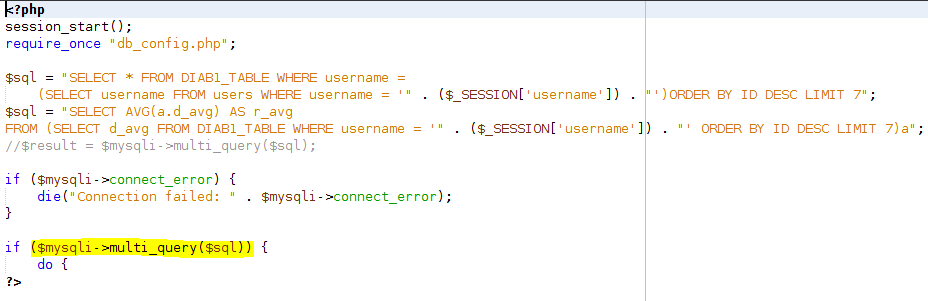 <?php
session_start();
require_once "db_config.php";
$sql = "SELECT * FROM DIAB1_TABLE WHERE username =
(SELECT username FROM users WHERE username = '" . ($_SESSION['username']) . "')ORDER BY ID DESC LIMIT 7";
$sql = "SELECT AVG(a.d_avg) AS r_avg
FROM (SELECT d_avg FROM DIAB1_TABLE WHERE username = '" . ($_SESSION['username']) . "' ORDER BY ID DESC LIMIT 7)a";
//$result = $mysqli->multi_query($sql);
if ($mysqli->connect_error) {
die("Connection failed: " . $mysqli->connect_error);
}
if ($mysqli->multi_query($sql)) {
do {
?>